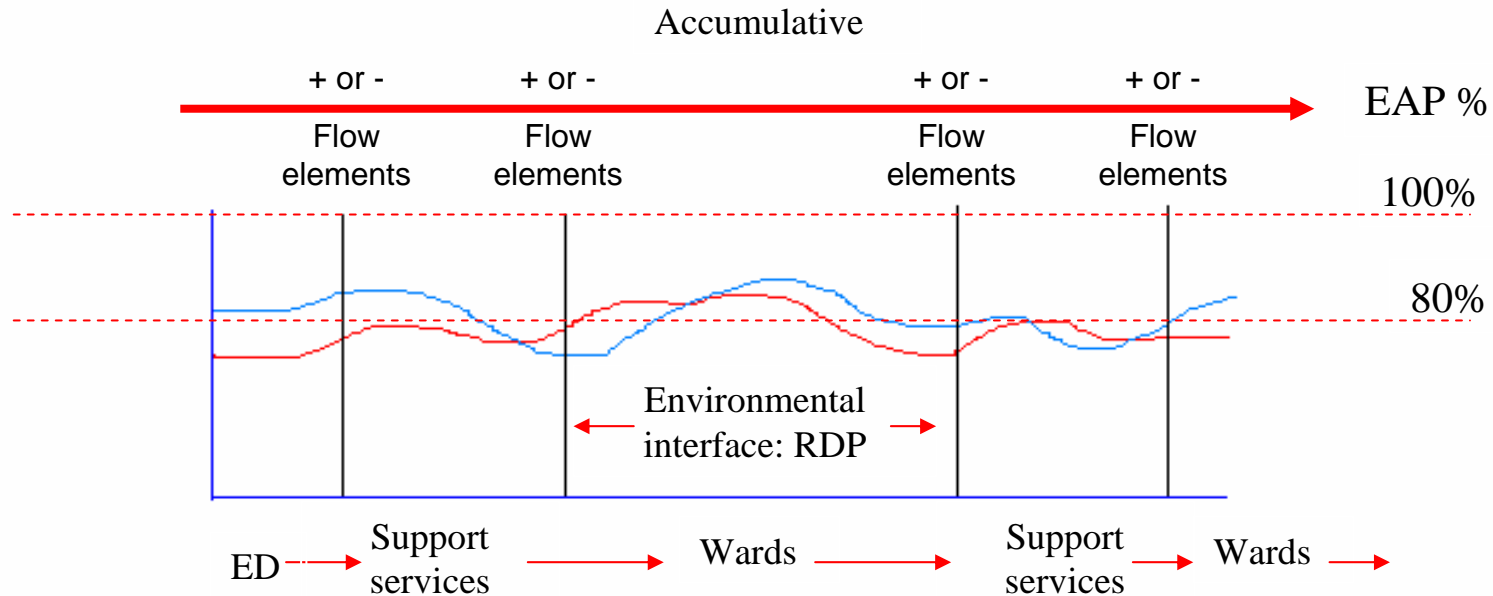 Accumulative
+ or - + or - + or - + or -
EAP %
Flow elements
Flow elements
Flow elements
Flow elements
100%
80%
Environmental
interface: RDP
ED
Support
services
Wards
Support
services
Wards